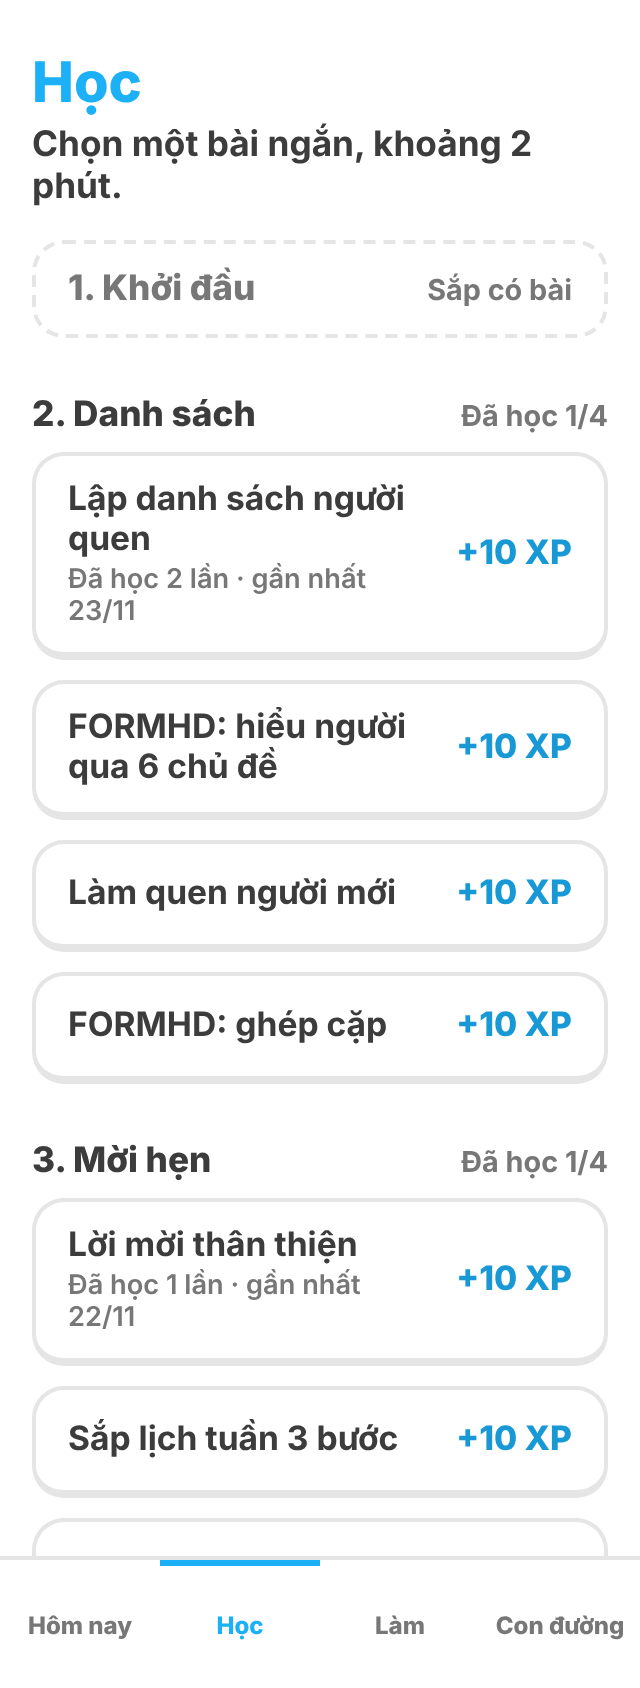 Học
Chọn một bài ngắn, khoảng 2
phút.
1. Khởi đầu
Sắp có bài
2. Danh sách
Đã học 1/4
Lập danh sách người
quen
Đã học 2 lần · gần nhất
23/11
+10 XP
FORMHD: hiểu người
qua 6 chủ đề
+10 XP
Làm quen người mới
+10 XP
FORMHD: ghép cặp
+10 XP
3. Mời hẹn
Đã học 1/4
Lời mời thân thiện
Đã học 1 lần · gần nhất
22/11
+10 XP
Sắp lịch tuần 3 bước
+10 XP
Hôm nay
Học
Làm
Con đường